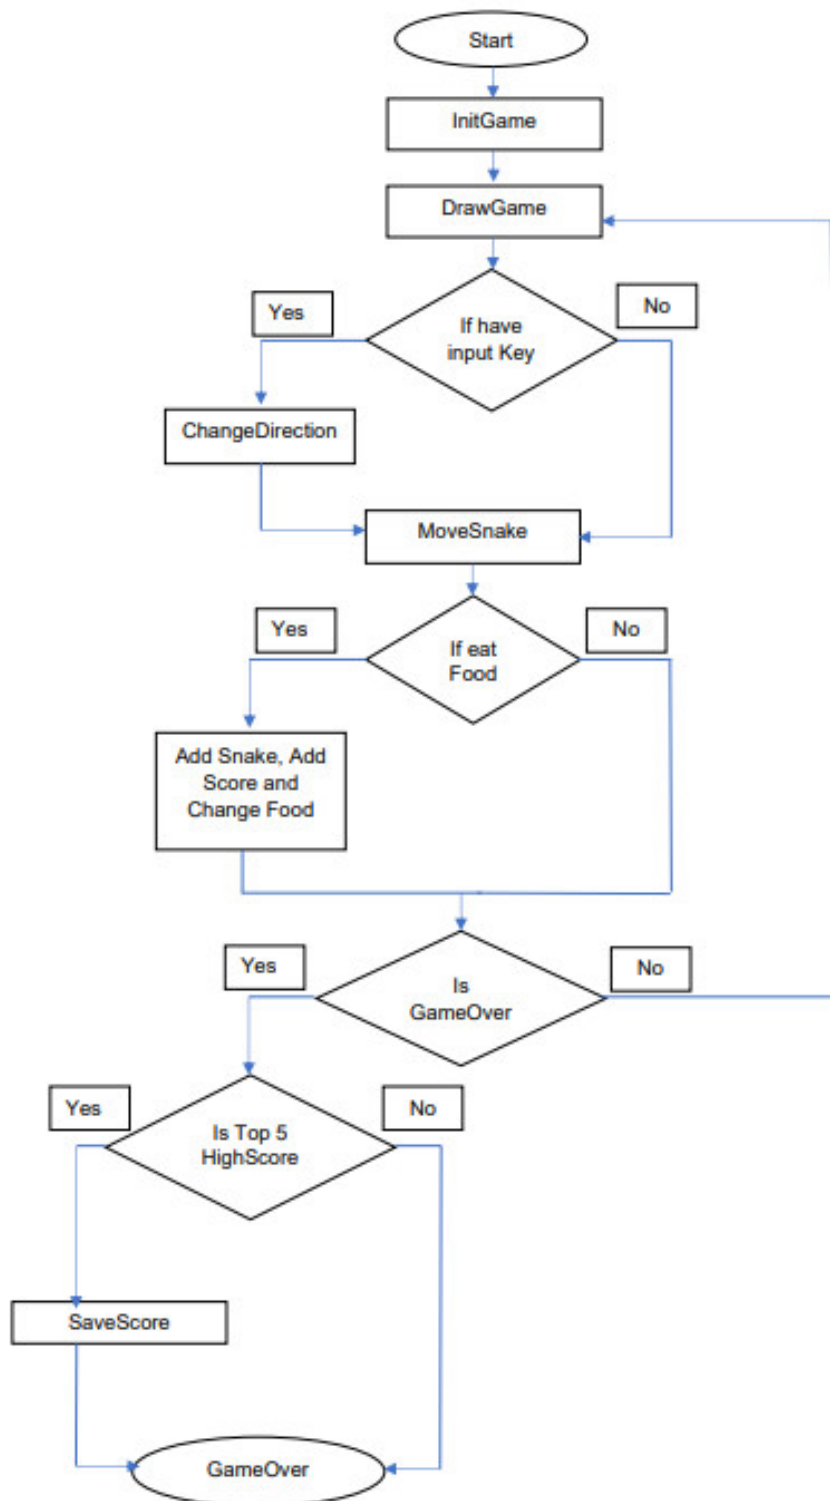 Start
InitGame
DrawGame
Yes
No
If have
input Key
ChangeDirection
MoveSnake
Yes
No
If eat
Food
Add Snake, Add
Score and
Change Food
Yes
No
Is
GameOver
Yes
No
Is Top 5
HighScore
SaveScore
GameOver